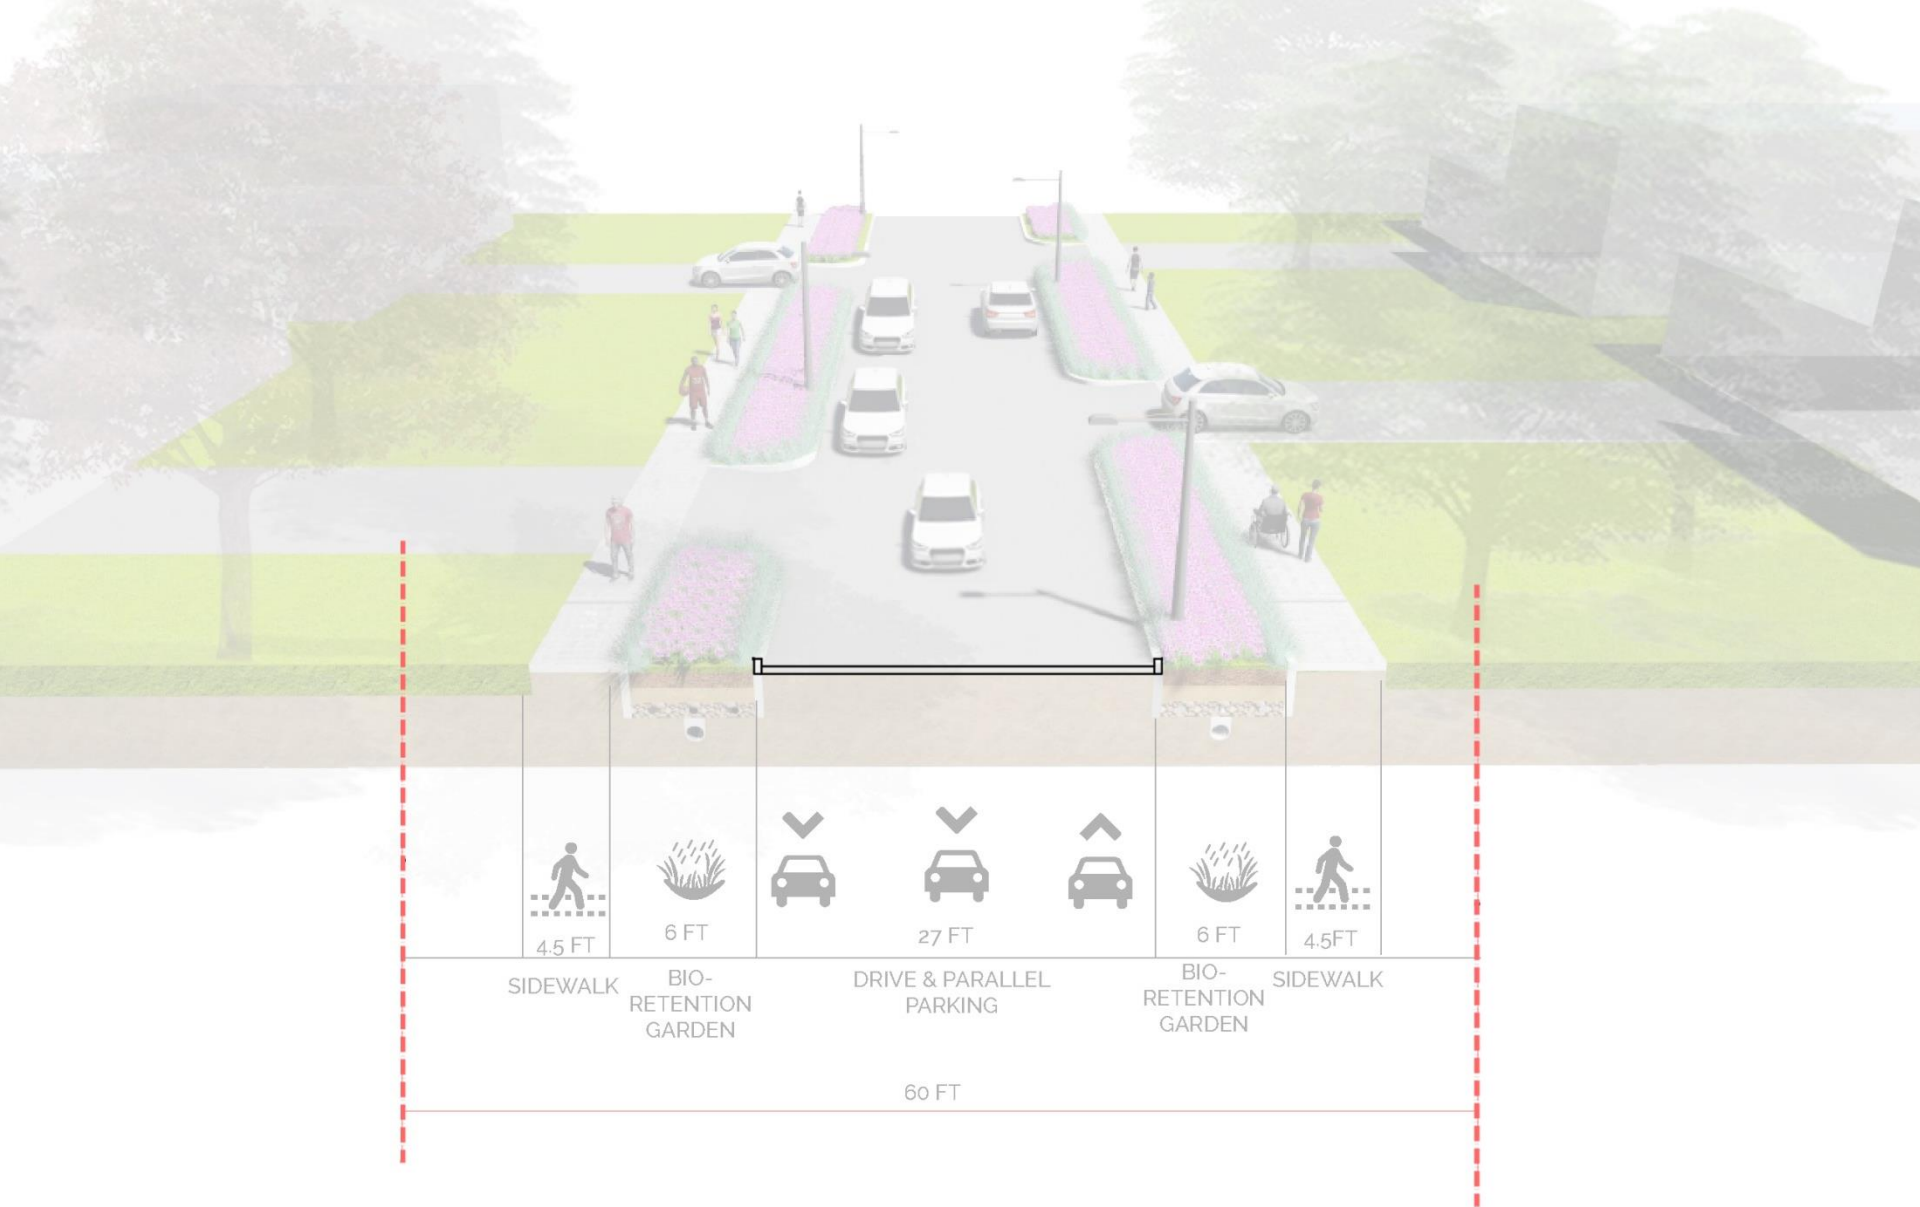 4.5 FT
6 FT
27 FT
6 FT
4.5FT
SIDEWALK
BIO-
RETENTION
GARDEN
DRIVE & PARALLEL
PARKING
BIO-
RETENTION
GARDEN
SIDEWALK
60 FT